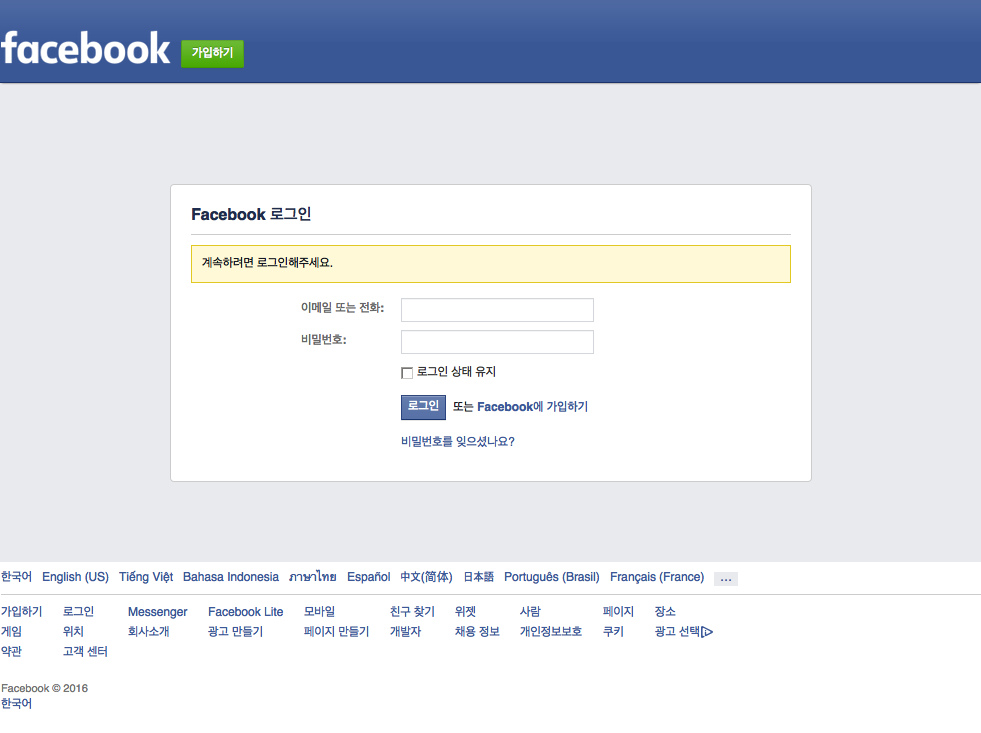 facebook 가입하기
Facebook 로그인
계속하려면 로그인해주세요.
이메일 또는 전화:
비밀번호:
로그인 상태 유지
로그인 또는 Facebook에 가입하기
비밀번호를 잊으셨나요?
한국어 English (US) Tiếng Việt Bahasa Indonesia ภาษาไทย Español 中文(简体) 日本語 Português (Brasil) Français (France) ...
가입하기 로그인 Messenger Facebook Lite 모바일 친구 찾기 위젯 사람 페이지 장소
게임 위치 회사소개 광고 만들기 페이지 만들기 개발자 채용 정보 개인정보보호 쿠키 광고 선택
약관 고객 센터
Facebook © 2016
한국어